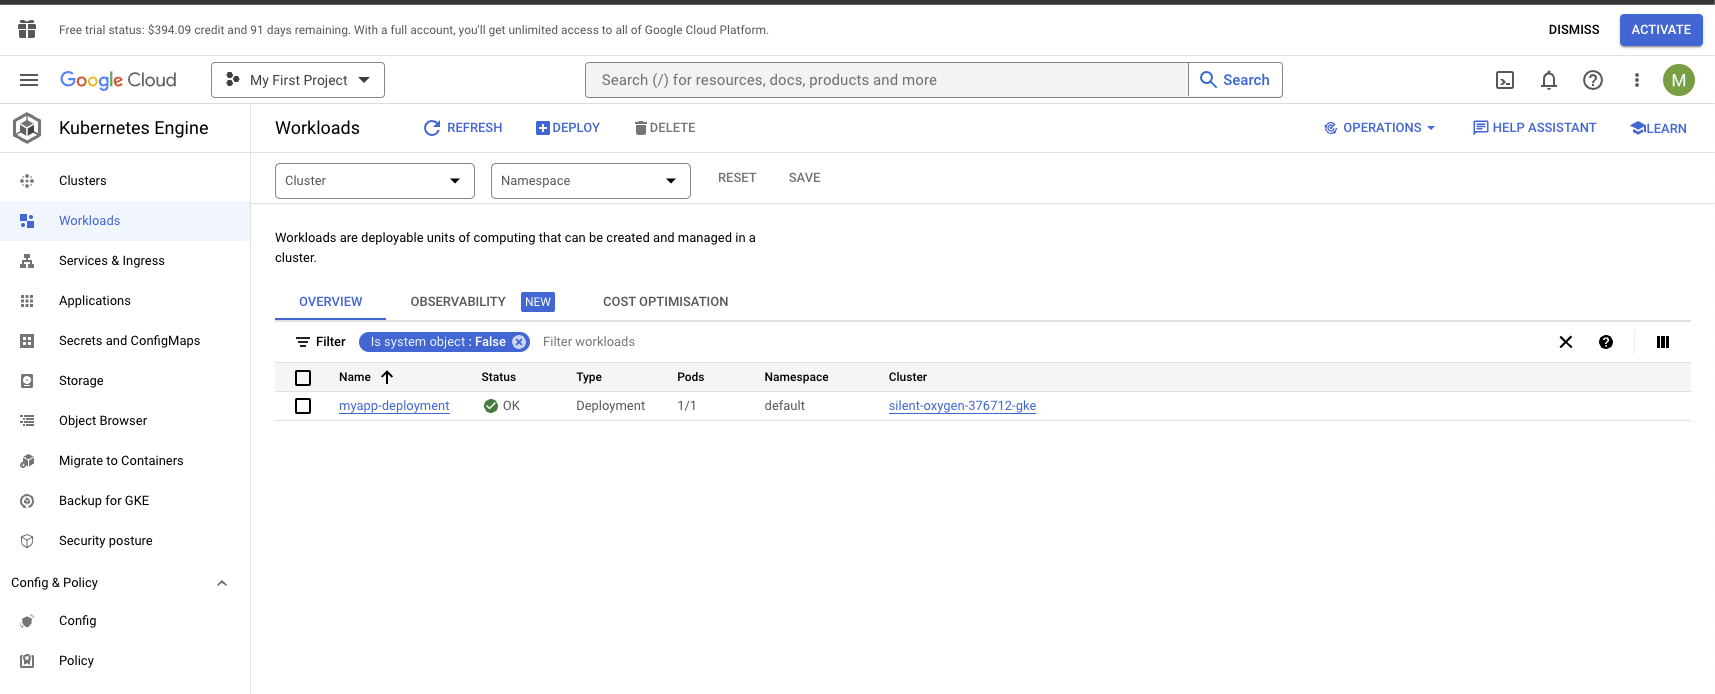 Free trial status: $394.09 credit and 91 days remaining. With a full account, you'll get unlimited access to all of Google Cloud Platform.
DISMISS
ACTIVATE
Google Cloud
My First Project
Search (/) for resources, docs, products and more
Search
M
Kubernetes Engine
Workloads
REFRESH
DEPLOY
DELETE
OPERATIONS
HELP ASSISTANT
LEARN
Clusters
Workloads
Services & Ingress
Applications
Secrets and ConfigMaps
Storage
Object Browser
Migrate to Containers
Backup for GKE
Security posture
Config & Policy
Config
Policy
Cluster
Namespace
RESET
SAVE
Workloads are deployable units of computing that can be created and managed in a
cluster.
OVERVIEW
OBSERVABILITY
NEW
COST OPTIMISATION
Filter
Is system object : False
Filter workloads
Name
Status
Type
Pods
Namespace
Cluster
myapp-deployment
OK
Deployment
1/1
default
silent-oxygen-376712-gke